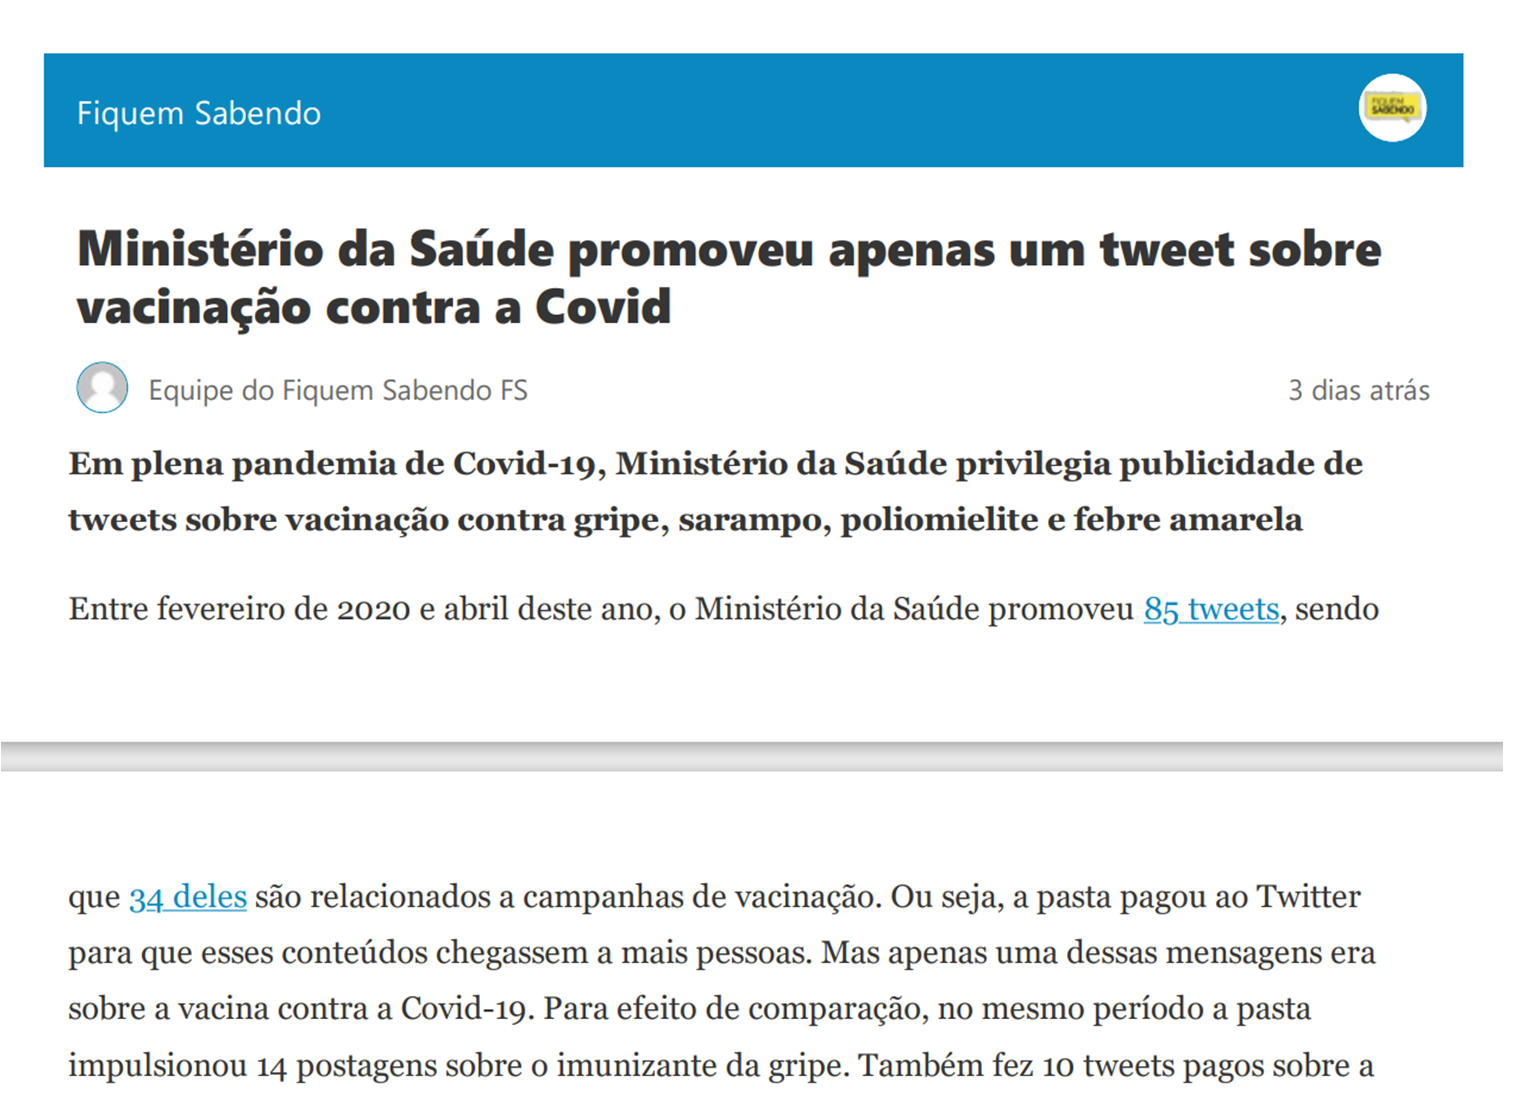 Fiquem Sabendo
FIQUEM
SABENDO
Ministério da Saúde promoveu apenas um tweet sobre
vacinação contra a Covid
Equipe do Fiquem Sabendo FS
3 dias atrás
Em plena pandemia de Covid-19, Ministério da Saúde privilegia publicidade de
tweets sobre vacinação contra gripe, sarampo, poliomielite e febre amarela
Entre fevereiro de 2020 e abril deste ano, o Ministério da Saúde promoveu 85 tweets, sendo
que 34 deles são relacionados a campanhas de vacinação. Ou seja, a pasta pagou ao Twitter
para que esses conteúdos chegassem a mais pessoas. Mas apenas uma dessas mensagens era
sobre a vacina contra a Covid-19. Para efeito de comparação, no mesmo período a pasta
impulsionou 14 postagens sobre o imunizante da gripe. Também fez 10 tweets pagos sobre a